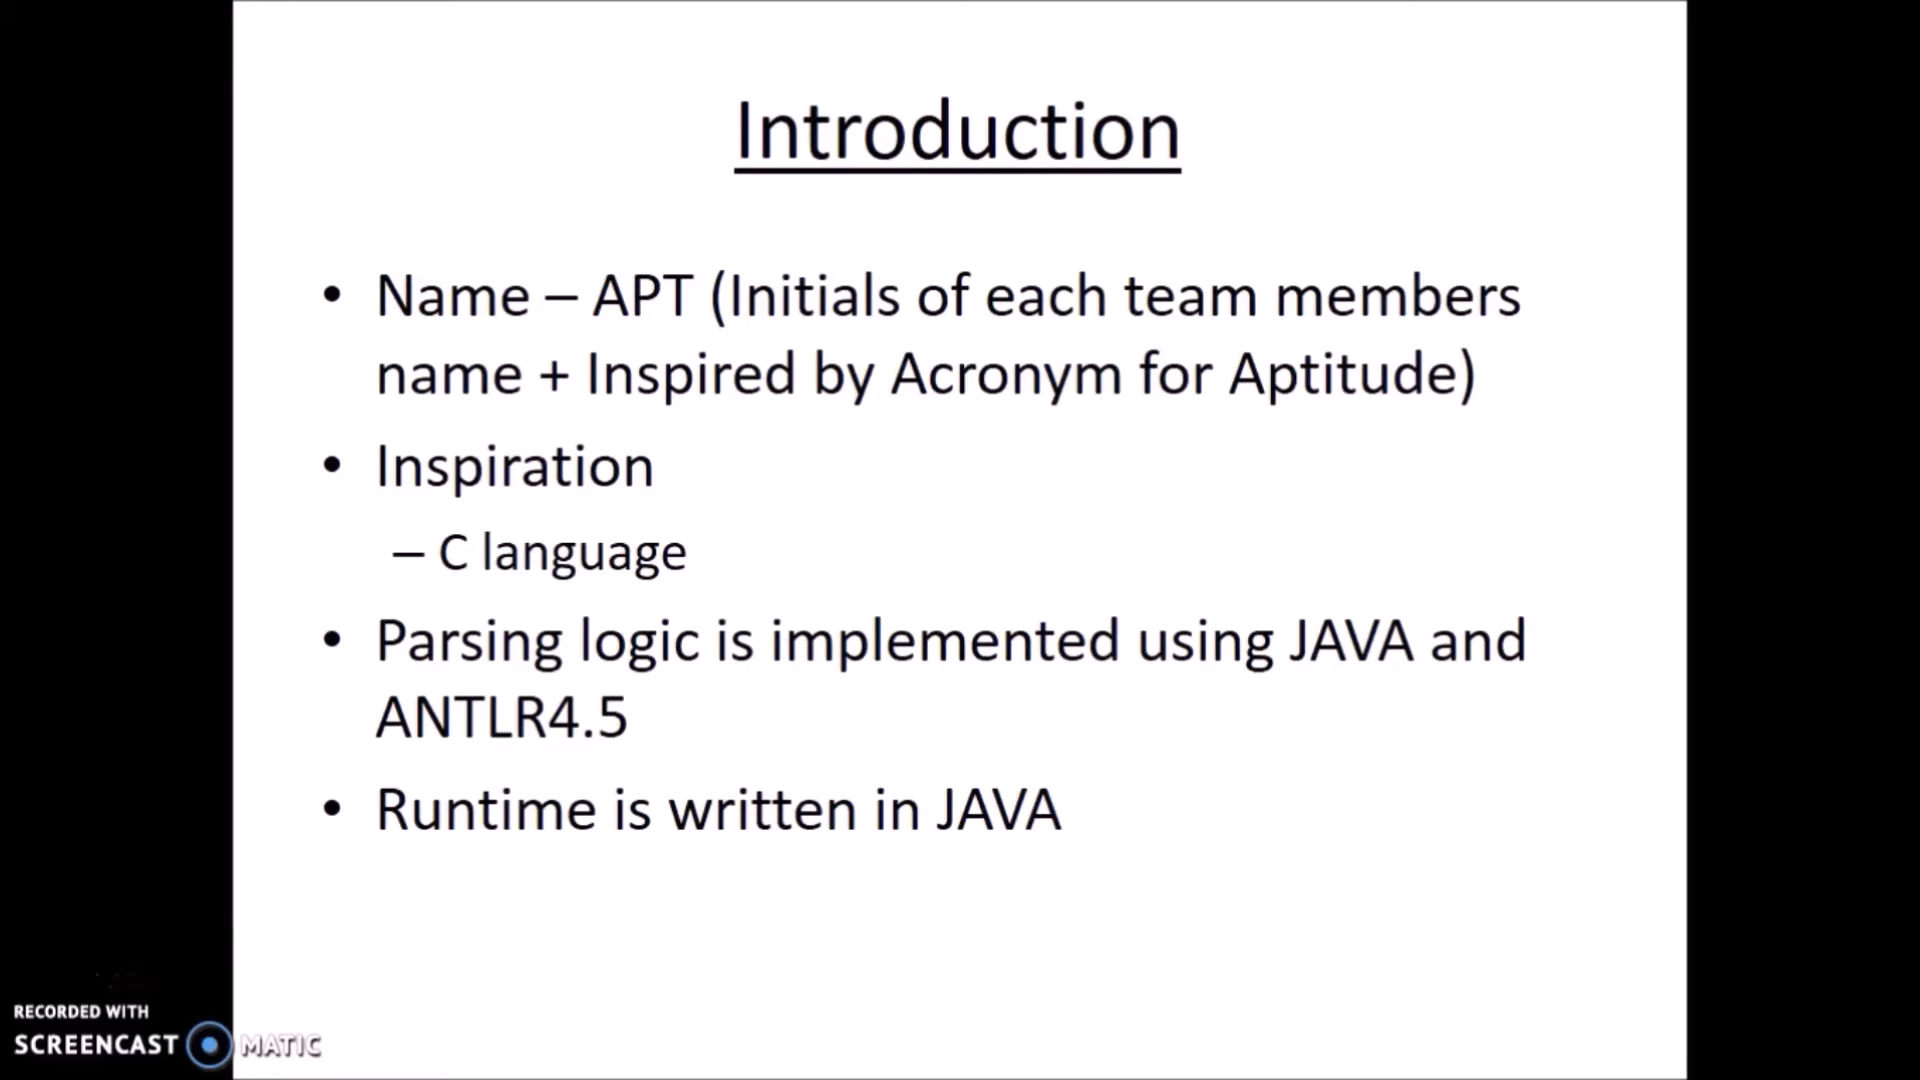 Introduction
• Name – APT (Initials of each team members
name + Inspired by Acronym for Aptitude)
• Inspiration
– C language
• Parsing logic is implemented using JAVA and
ANTLR4.5
• Runtime is written in JAVA
RECORDED WITH
SCREENCAST MATIC